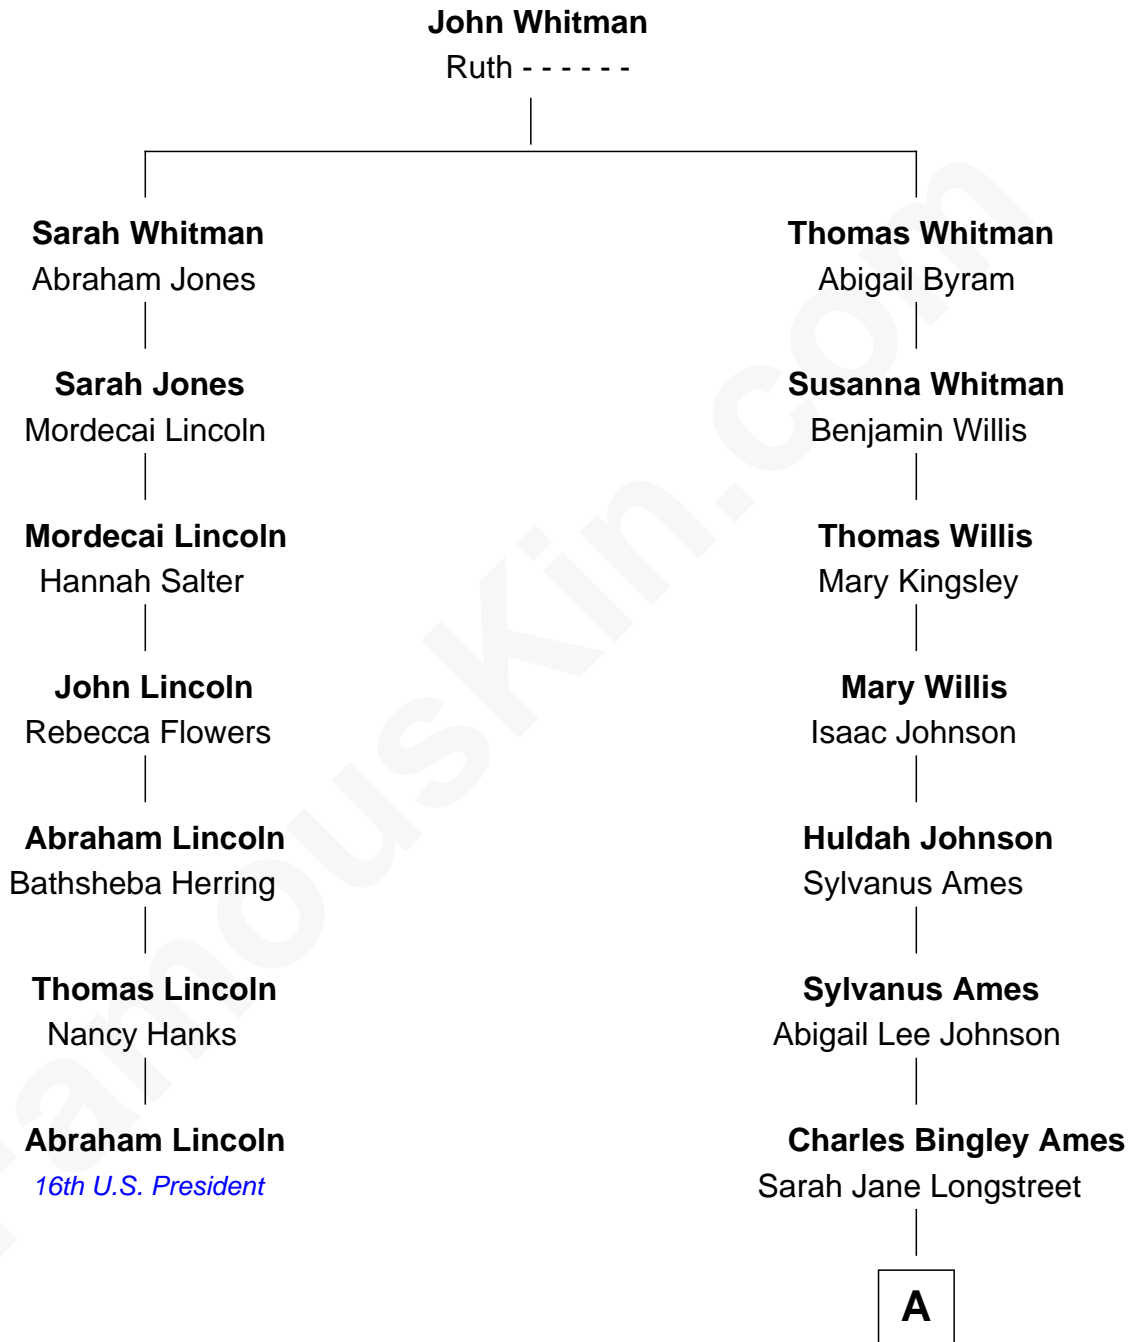 John Whitman
Ruth - - - - - -
Sarah Whitman
Abraham Jones
Thomas Whitman
Abigail Byram
Sarah Jones
Mordecai Lincoln
Susanna Whitman
Benjamin Willis
Mordecai Lincoln
Hannah Salter
Thomas Willis
Mary Kingsley
John Lincoln
Rebecca Flowers
Mary Willis
Isaac Johnson
Abraham Lincoln
Bathsheba Herring
Huldah Johnson
Sylvanus Ames
Thomas Lincoln
Nancy Hanks
Sylvanus Ames
Abigail Lee Johnson
Abraham Lincoln
16th U.S. President
Charles Bingley Ames
Sarah Jane Longstreet
A
FamousKin.com